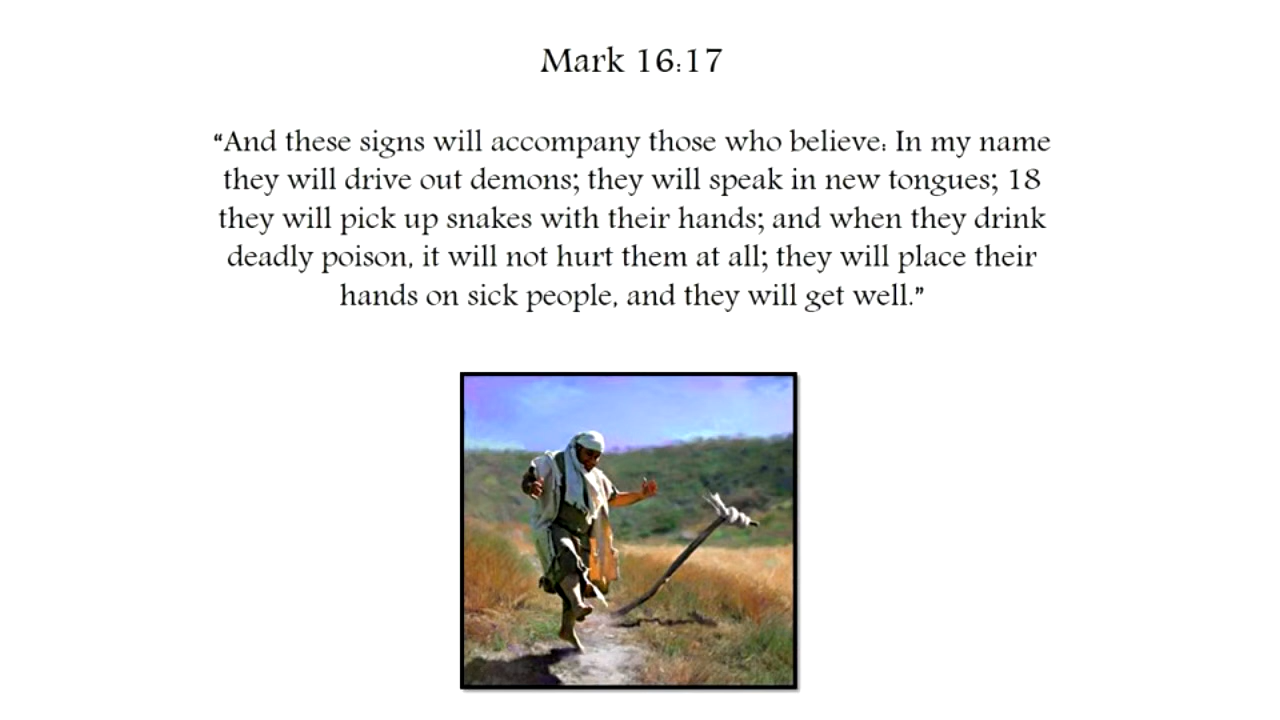 Mark 16:17
“And these signs will accompany those who believe: In my name
they will drive out demons; they will speak in new tongues; 18
they will pick up snakes with their hands; and when they drink
deadly poison, it will not hurt them at all; they will place their
hands on sick people, and they will get well.”